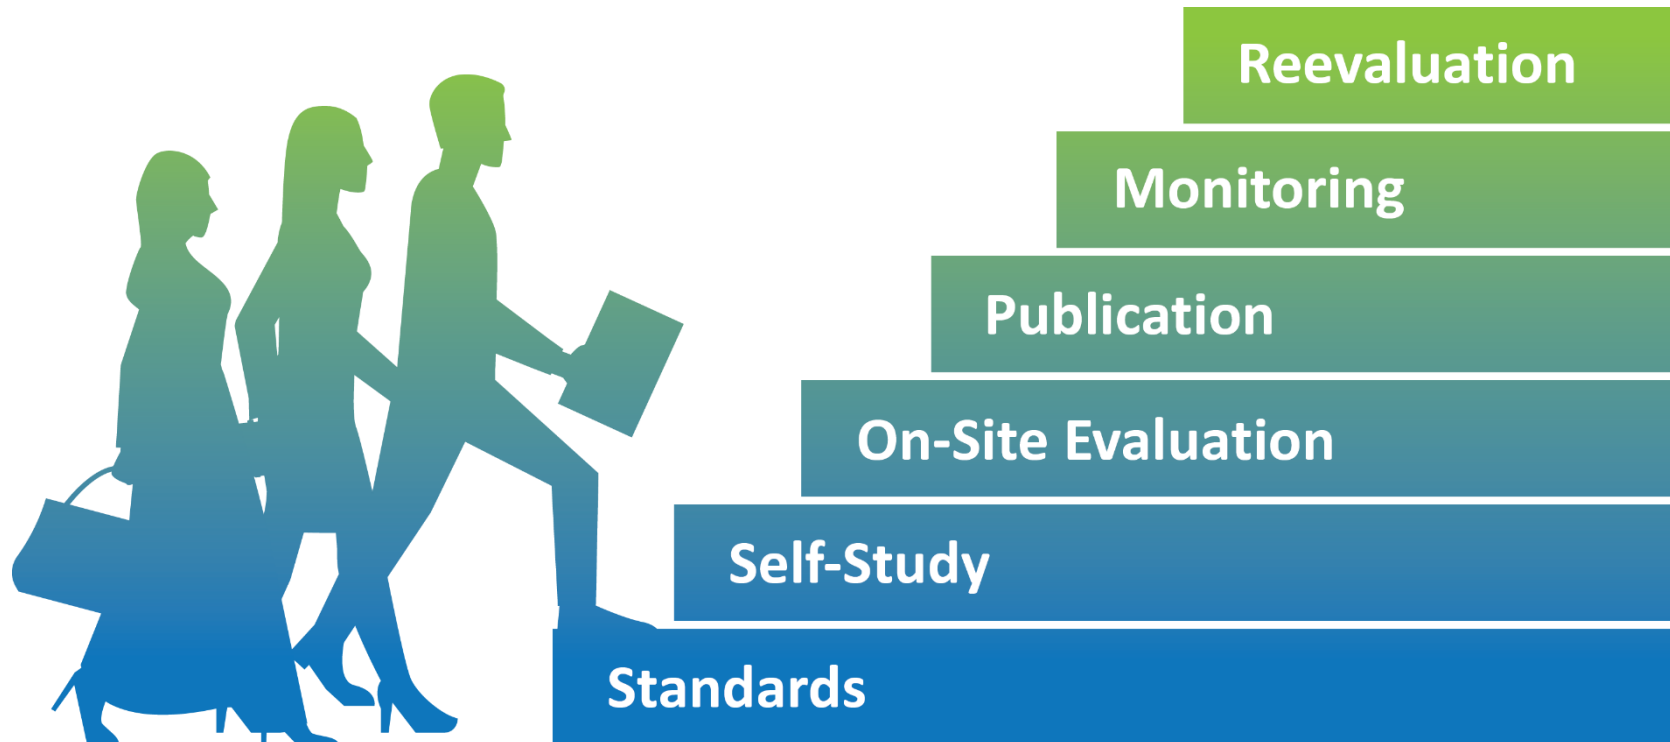 Reevaluation
Monitoring
Publication
On-Site Evaluation
Self-Study
Standards